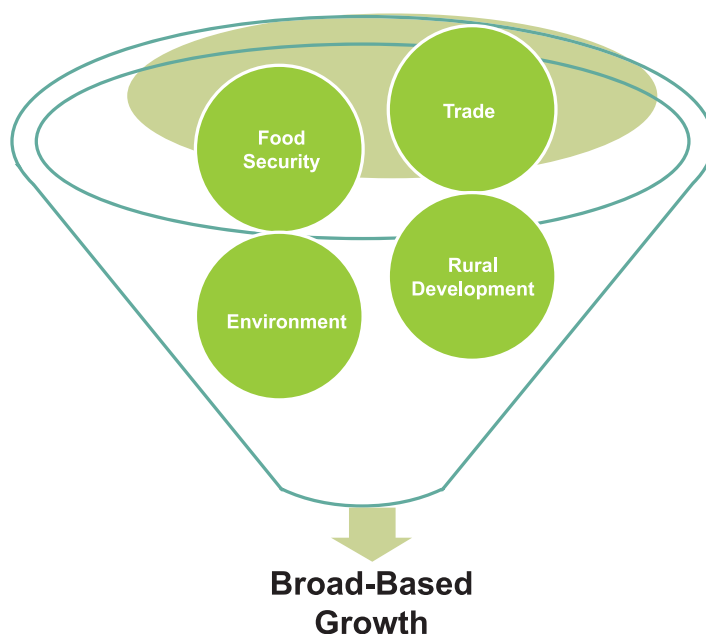 Trade
Food
Security
Rural
Development
Environment
Broad-Based
Growth